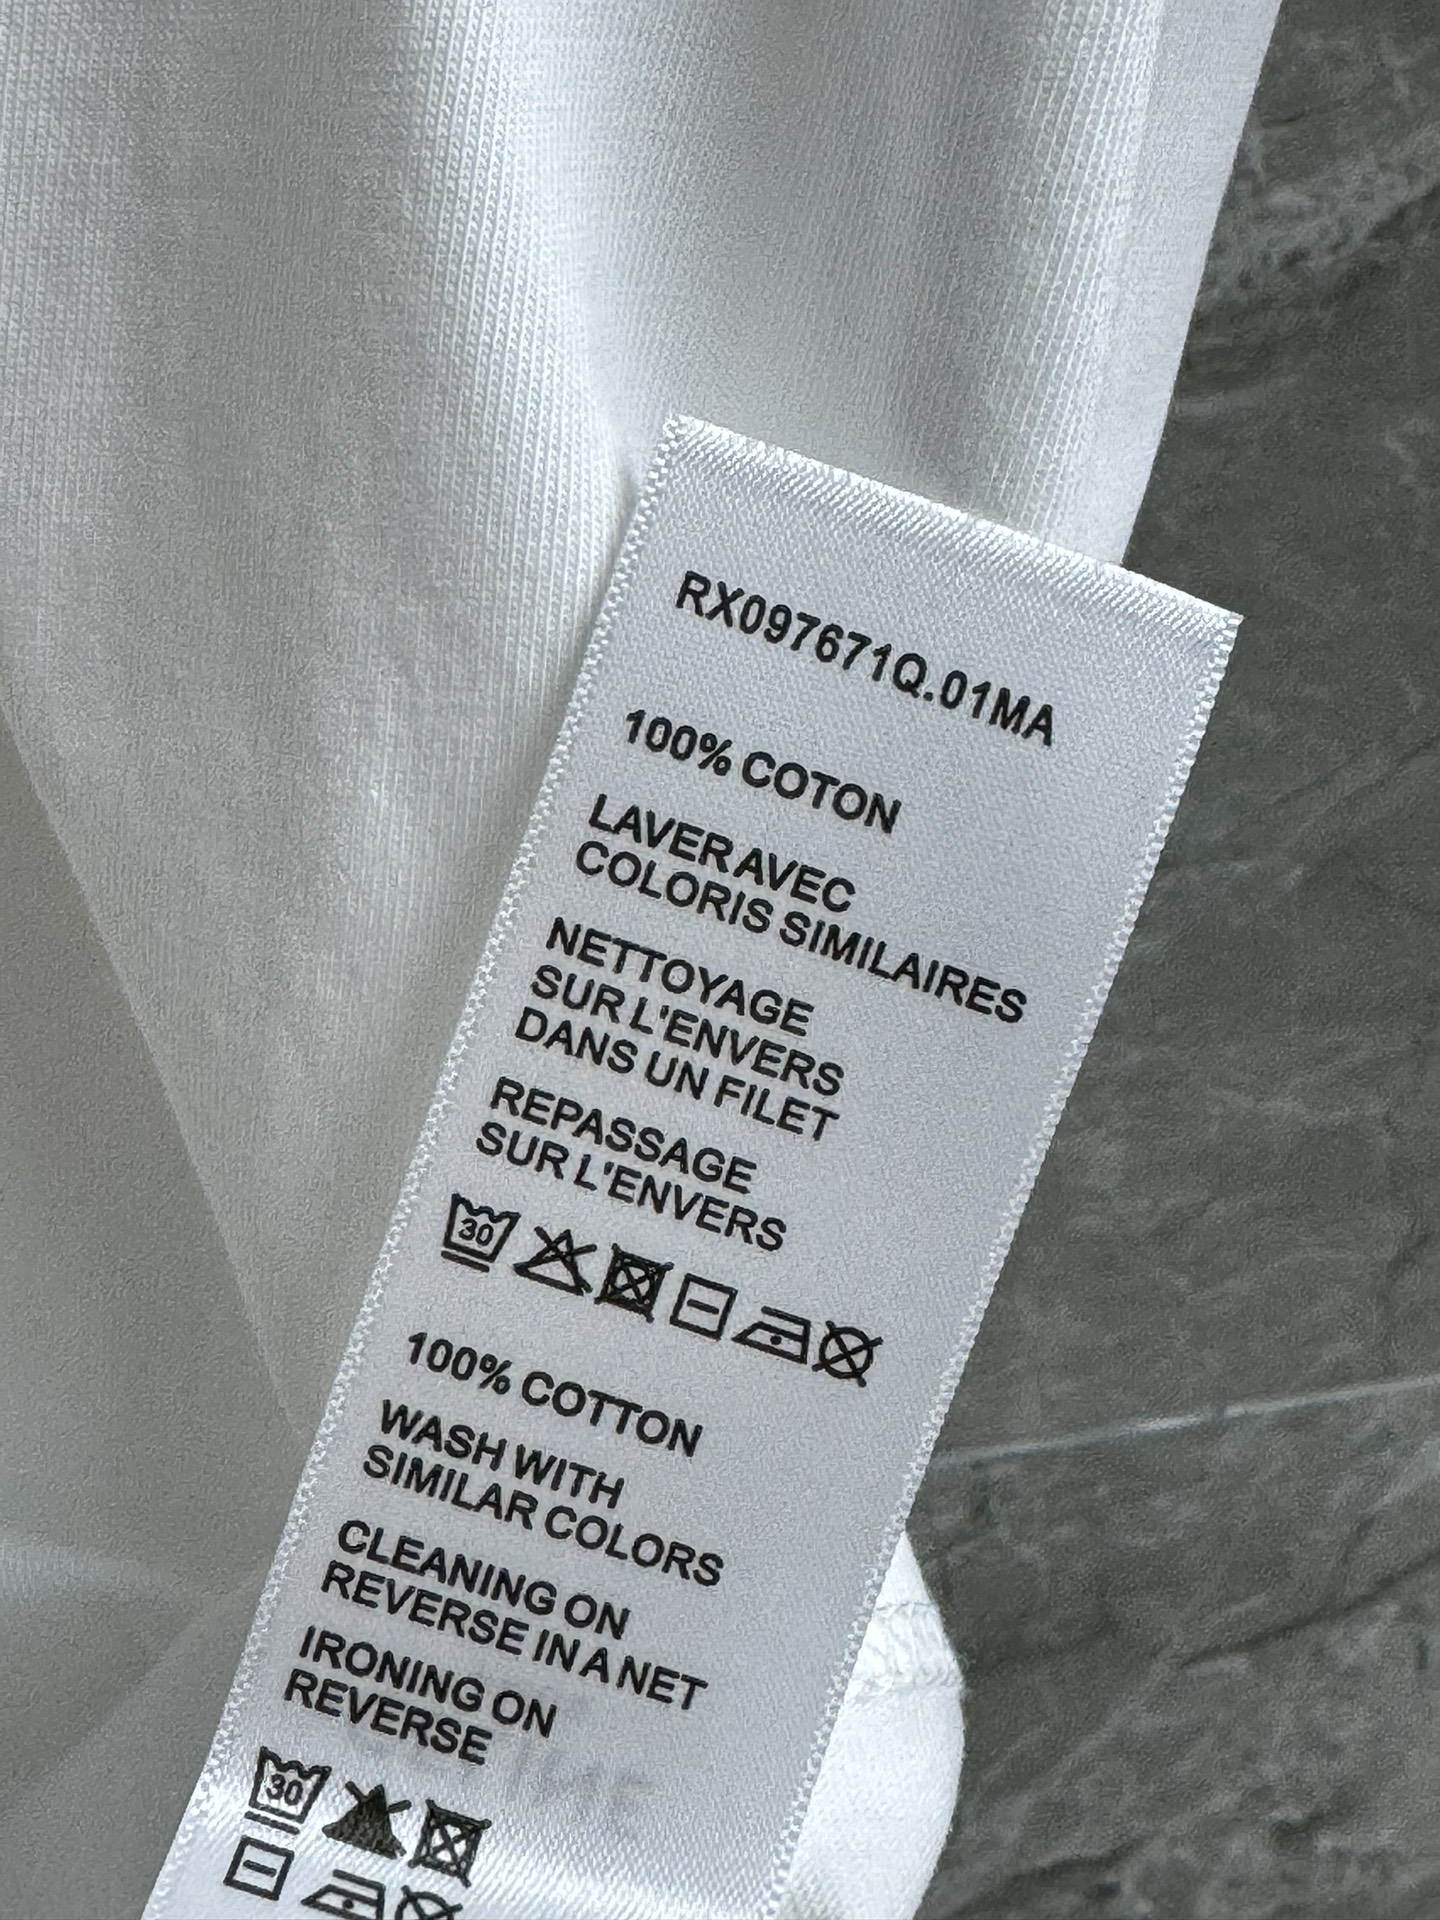 RX097671Q.01MA
100% COTON
LAVER AVEC
COLORIS SIMILAIRES
NETTOYAGE
SUR L'ENVERS
DANS UN FILET
REPASSAGE
SUR L'ENVERS
30
100% COTTON
WASH WITH
SIMILAR COLORS
CLEANING ON
REVERSE IN A NET
IRONING ON
REVERSE
30